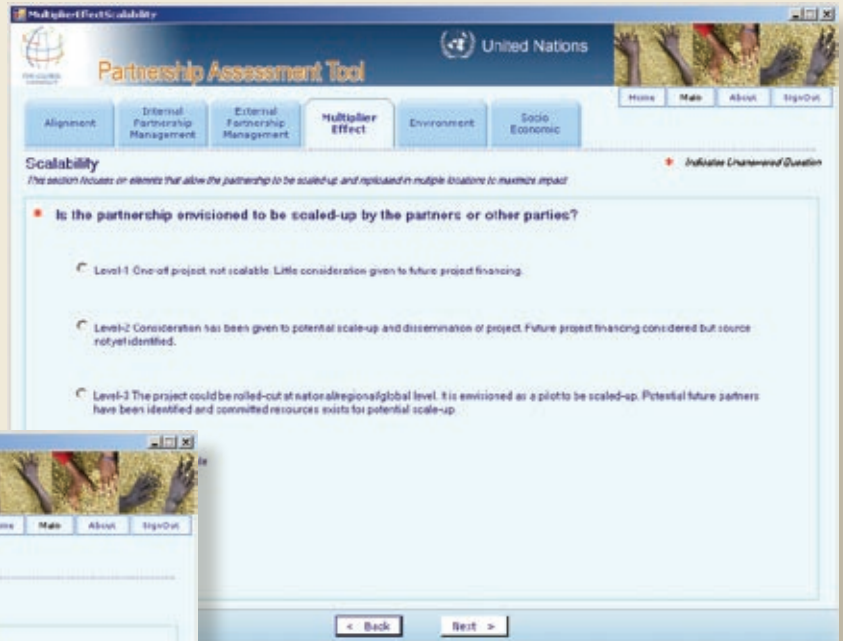 MultiplierEffectScalability
United Nations
Partnership Assessment Tool
THE GLOBAL
Home Main About SignOut
Alignment
Internal Partnership Management
External Partnership Management
Multiplier Effect
Environment
Socio Economic
Scalability
* Indicates Unanswered Question
This section focuses on elements that allow the partnership to be scaled-up and replicated in multiple locations to maximize impact
* Is the partnership envisioned to be scaled-up by the partners or other parties?
Level-1 One-off project, not scalable. Little consideration given to future project financing.
Level-2 Consideration has been given to potential scale-up and dissemination of project. Future project financing considered but source
not yet identified.
Level-3 The project could be rolled-out at national/regional/global level. It is envisioned as a pilot to be scaled-up. Potential future partners
have been identified and committed resources exists for potential scale-up.
Main About SignOut
< Back Next >